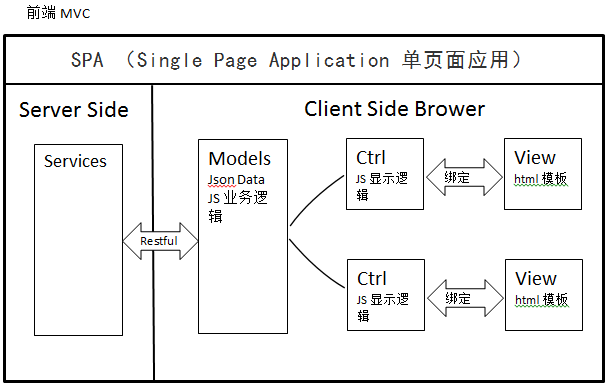 前端 MVC
SPA （Single Page Application 单页面应用）
Server Side
Client Side Brower
Services
Restful
Models
Json Data
JS 业务逻
辑
Ctrl
JS 显示逻
辑
绑定
View
html 模板
Ctrl
JS 显示逻
辑
绑定
View
html 模板